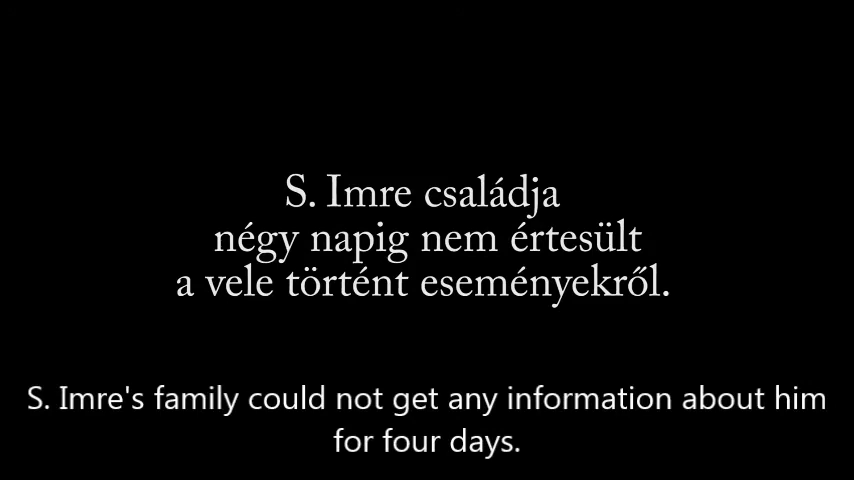 S. Imre családja
négy napig nem értesült
a vele történt eseményekről.
S. Imre's family could not get any information about him
for four days.